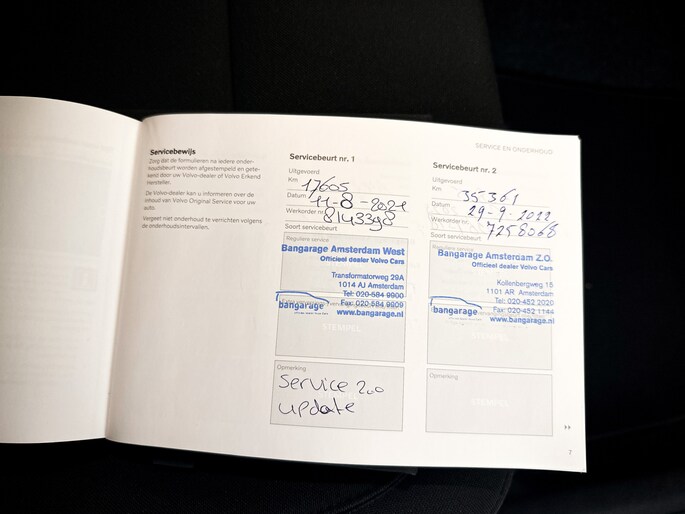 SERVICE EN ONDERHOUD
Servicebewijs
Zorg dat de formulieren na iedere onder-
houdsbeurt worden afgestempeld en gete-
kend door uw Volvo-dealer of Volvo Erkend
Hersteller.
De Volvo-dealer kan u informeren over de
inhoud van Volvo Original Service voor uw
auto.
Vergeet niet onderhoud te verrichten volgens
de onderhoudsintervallen.
Servicebeurt nr. 1
Uitgevoerd
Km 17605
Datum 11-8-2021
Werkorder nr.
Soort servicebeurt
Reguliere service
Bangarage Amsterdam West
Officieel dealer Volvo Cars
Transformatorweg 29A
1014 AJ Amsterdam
Tel: 020-584 9900
Fax: 020-584 9909
bangarage
www.bangarage.nl
STEMPEL
Opmerking
Service 2.0
update
Servicebeurt nr. 2
Uitgevoerd
Km 35361
Datum 29-9-2022
Werkorder nr. 7258068
Soort servicebeurt
Reguliere service
Bangarage Amsterdam Z.O.
Officieel dealer Volvo Cars
Kollenbergweg 15
1101 AR Amsterdam
Tel: 020-452 2020
Fax: 020-452 1144
bangarage
www.bangarage.nl
STEMPEL
Opmerking
STEMPEL
7